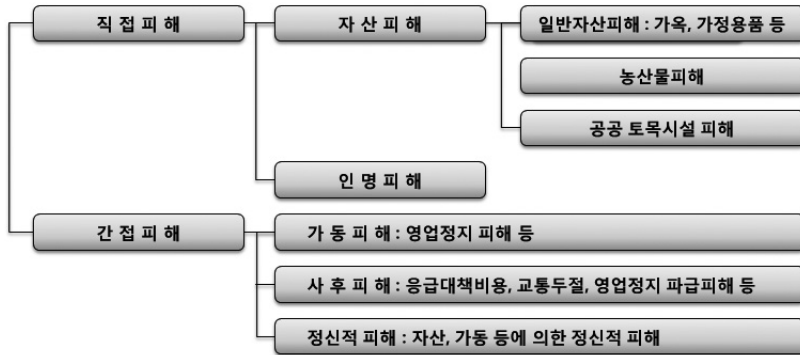 직 접 피 해
자 산 피 해
일반자산피해 : 가옥, 가정용품 등
농산물피해
공공 토목시설 피해
인 명 피 해
간 접 피 해
가 동 피 해 : 영업정지 피해 등
사 후 피 해 : 응급대책비용, 교통두절, 영업정지 파급피해 등
정신적 피해 : 자산, 가동 등에 의한 정신적 피해